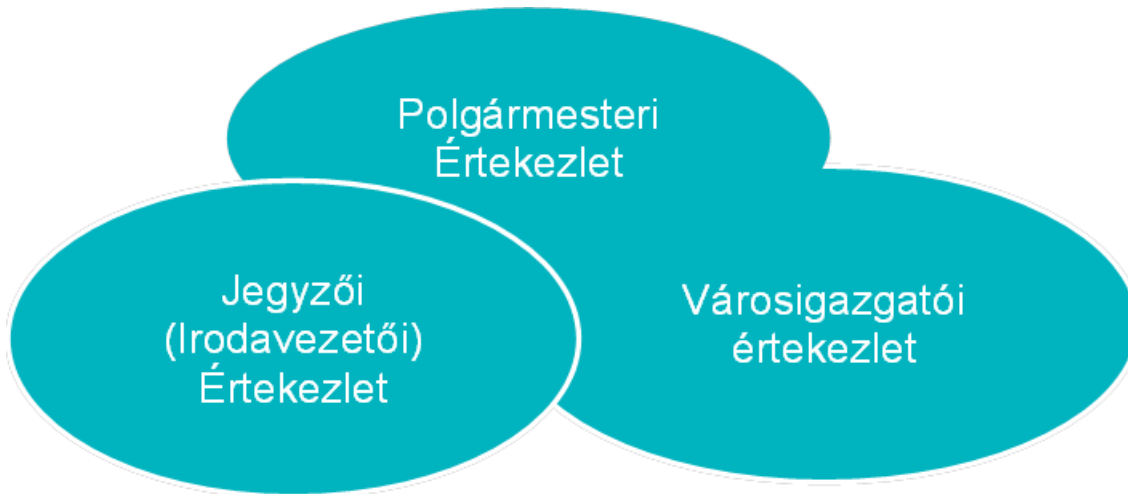 Polgármesteri
Értekezlet
Jegyzői
(Irodavezetői)
Értekezlet
Városigazgatói
értekezlet